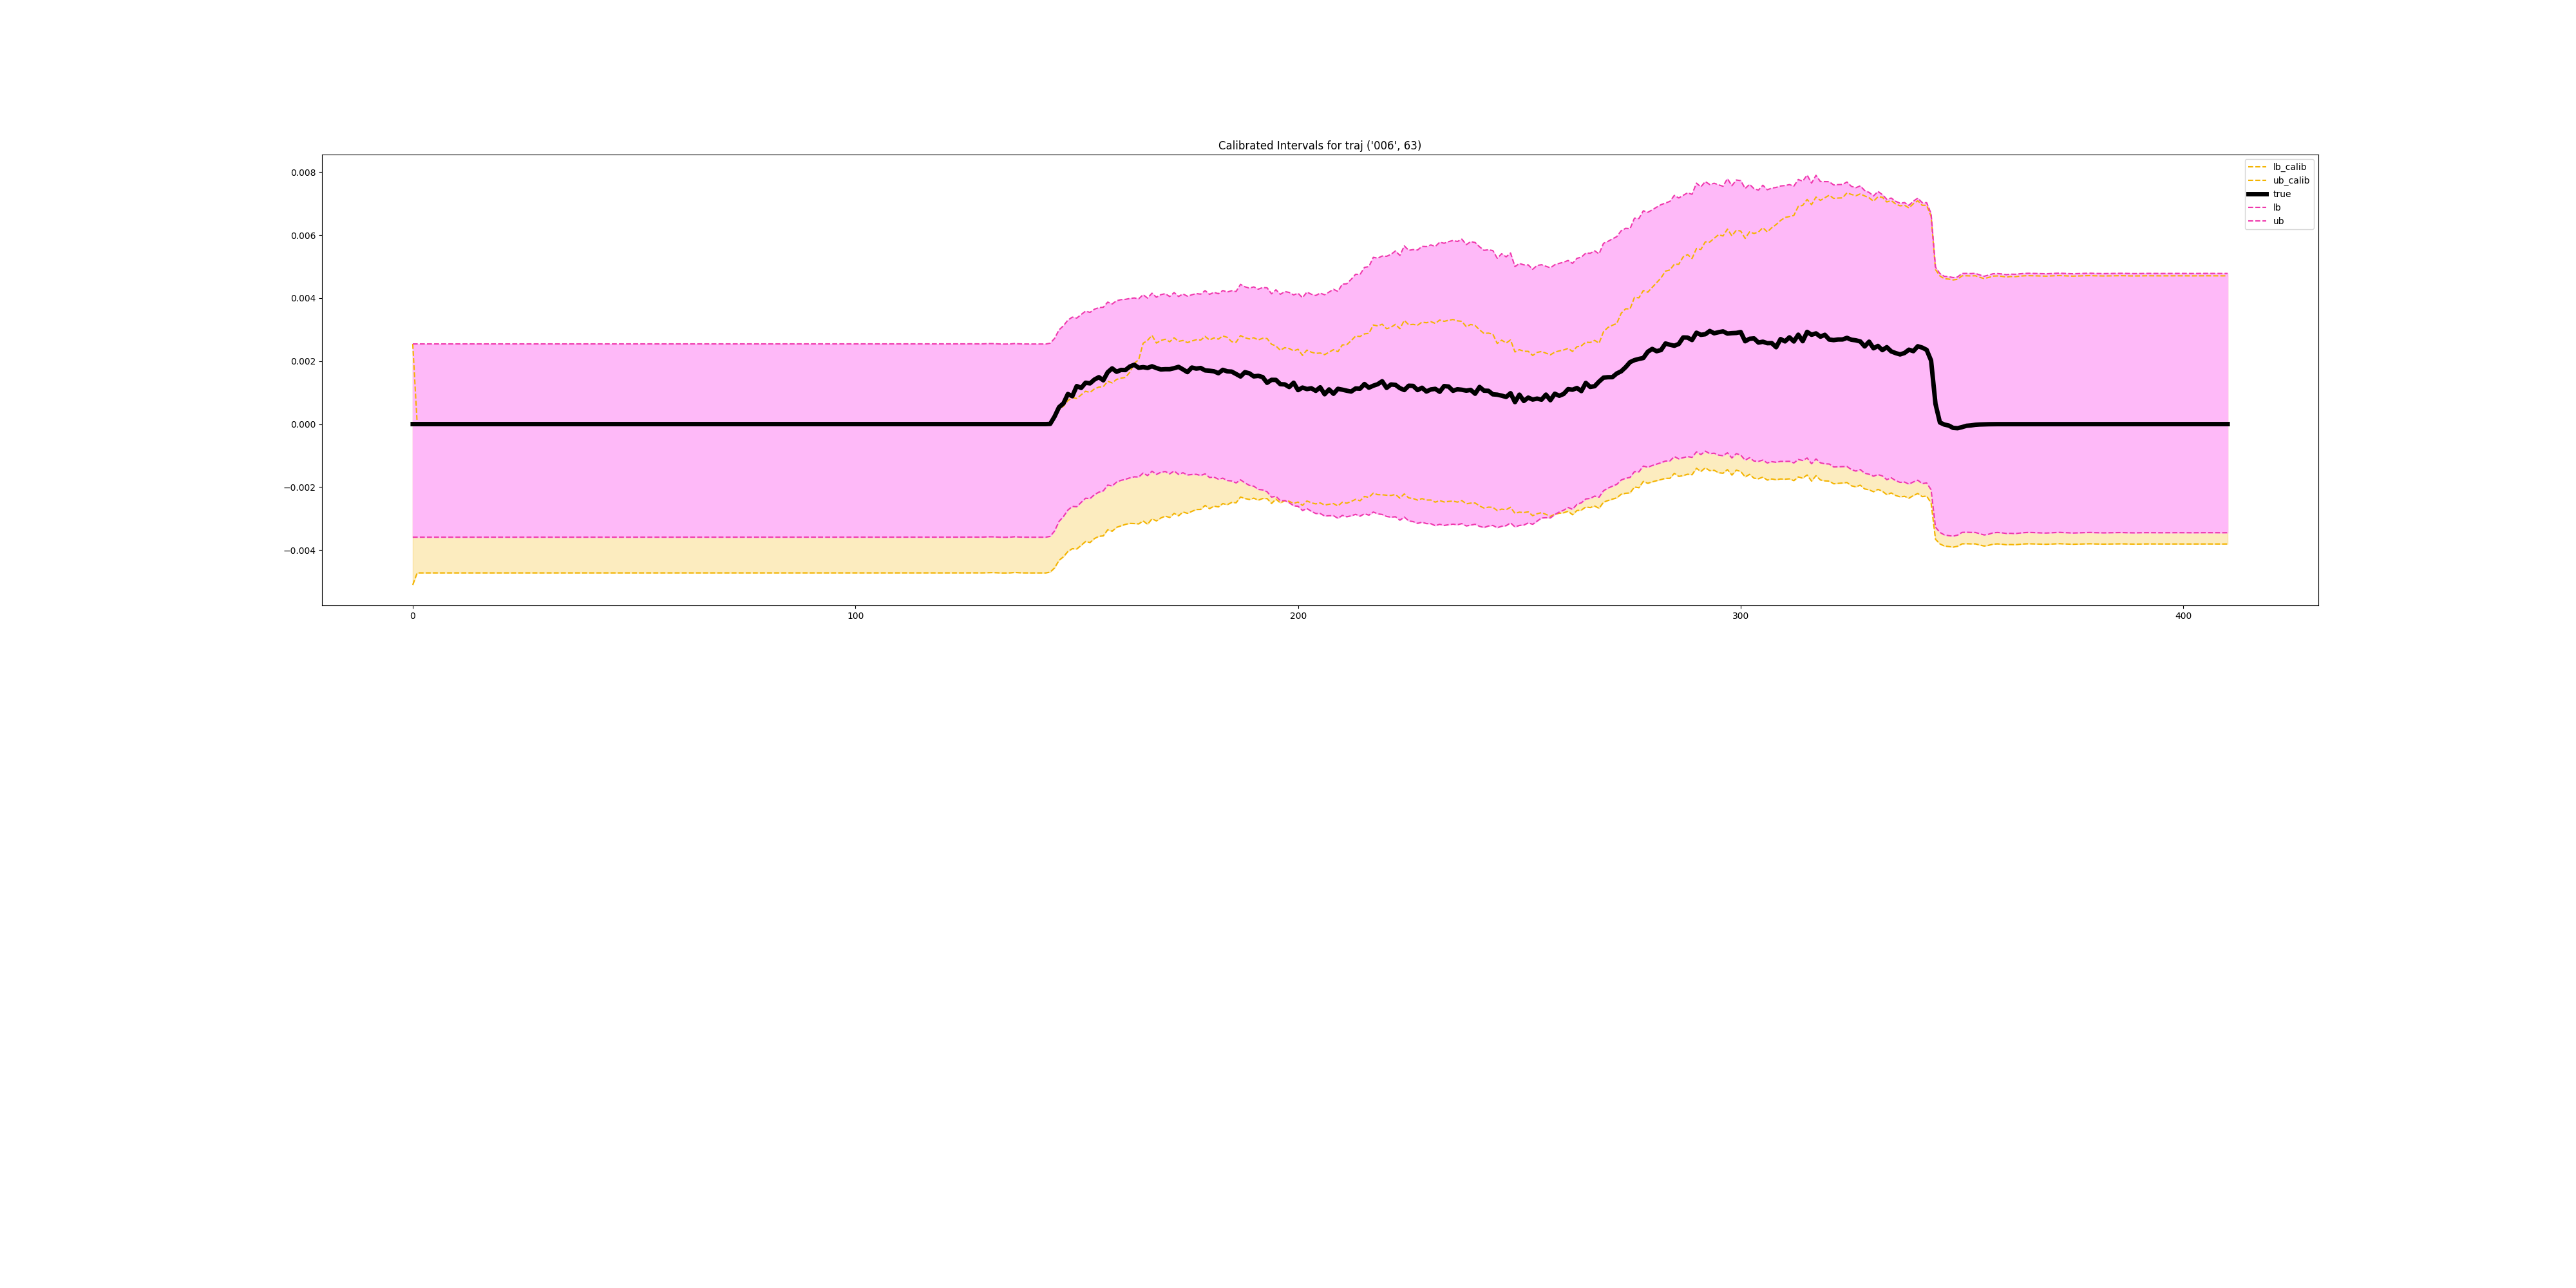 Calibrated Intervals for traj ('006', 63)
lb_calib
ub_calib
true
lb
ub
0.008
0.006
0.004
0.002
0.000
−0.002
−0.004
0 100 200 300 400